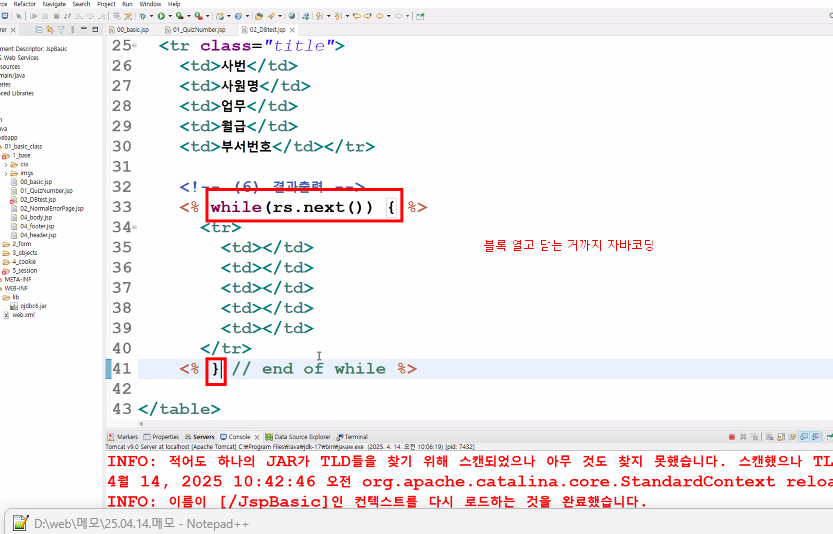 rce Refactor Navigate Search Project Run Window Help
rer 00_basic.jsp 01_QuizNumber.jsp 02_DBtest.jsp
ment Descriptor: JspBasic
Web Services
sources
main/java
aries
nced Libraries
n
ava
webapp
01_basic_class
1_base
css
imgs
00_basic.jsp
01_QuizNumber.jsp
02_DBtest.jsp
02_NormalErrorPage.jsp
04_body.jsp
04_footer.jsp
04_header.jsp
2_form
3_objects
4_cookie
5_session
META-INF
WEB-INF
lib
ojdbc6.jar
web.xml
25 <tr class="title">
26 <td>사번</td>
27 <td>사원명</td>
28 <td>업무</td>
29 <td>월급</td>
30 <td>부서번호</td></tr>
31
32 <!-- (6) 결과출력 -->
33 <% while(rs.next()) { %>
34 <tr>
35 <td></td>
36 <td></td>
37 <td></td>
38 <td></td>
39 <td></td>
40 </tr>
41 <% } // end of while %>
42
43 </table>
블록 열고 닫는 거까지 자바코딩
Markers Properties Servers Console Data Source Explorer Terminal
Tomcat v9.0 Server at localhost [Apache Tomcat] C:\Program Files\Java\jdk-17\bin\javaw.exe (2025. 4. 14. 오전 10:06:19) [pid: 7432]
INFO: 적어도 하나의 JAR가 TLD들을 찾기 위해 스캔되었으나 아무 것도 찾지 못했습니다. 스캔했으나 TL
4월 14, 2025 10:42:46 오전 org.apache.catalina.core.StandardContext reloa
INFO: 이름이 [/JspBasic]인 컨텍스트를 다시 로드하는 것을 완료했습니다.
D:\web\메모\25.04.14.메모 - Notepad++